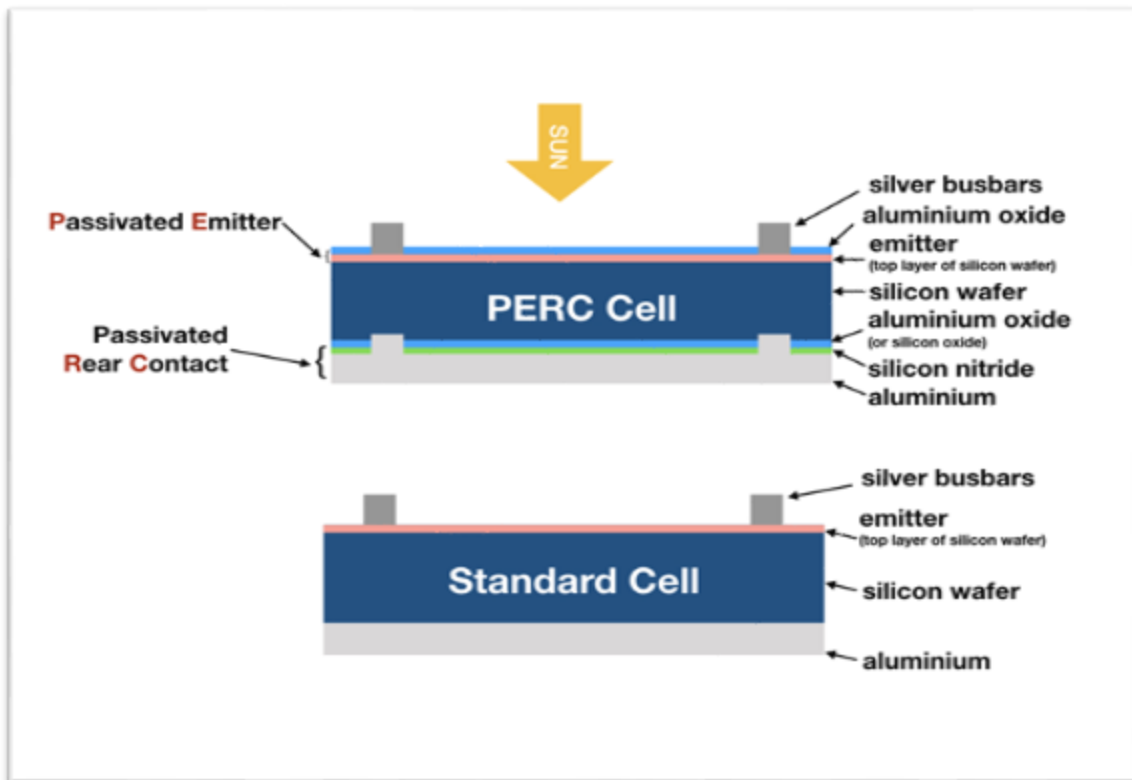 SUN
Passivated Emitter
Passivated
Rear Contact
PERC Cell
silver busbars
aluminium oxide
emitter
(top layer of silicon wafer)
silicon wafer
aluminium oxide
(or silicon oxide)
silicon nitride
aluminium
Standard Cell
silver busbars
emitter
(top layer of silicon wafer)
silicon wafer
aluminium